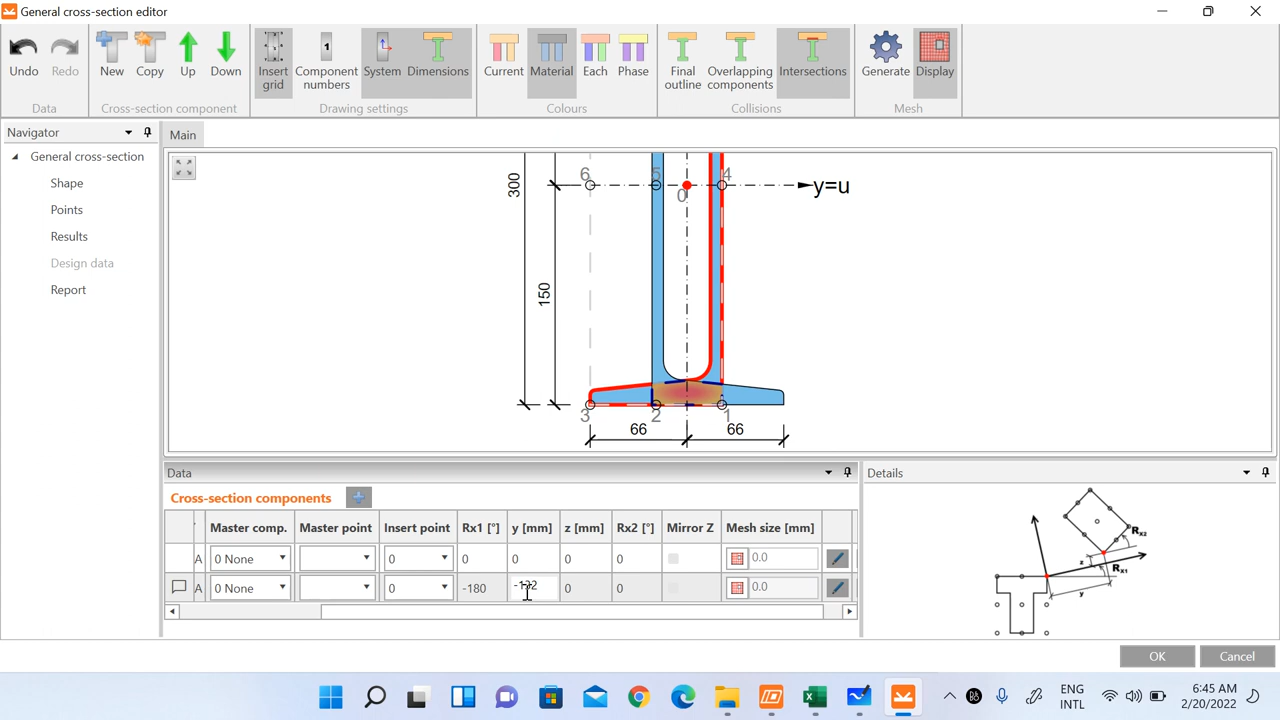 General cross-section editor
Undo Redo New Copy Up Down Insert grid Component numbers System Dimensions Current Material Each Phase Final outline Overlapping components Intersections Generate Display
Data Cross-section component Drawing settings Colours Collisions Mesh
Navigator
General cross-section
Shape
Points
Results
Design data
Report
Main
6 5 4
300 0 y=u
150
3 2 1
66 66
Data
Cross-section components
Master comp. Master point Insert point Rx1 [°] y [mm] z [mm] Rx2 [°] Mirror Z Mesh size [mm]
A 0 None 0 0 0 0 0 0.0
A 0 None 0 -180 -132 0 0 0.0
Details
Rx2
z
Rx1
y
OK Cancel
ENG
INTL
6:45 AM
2/20/2022